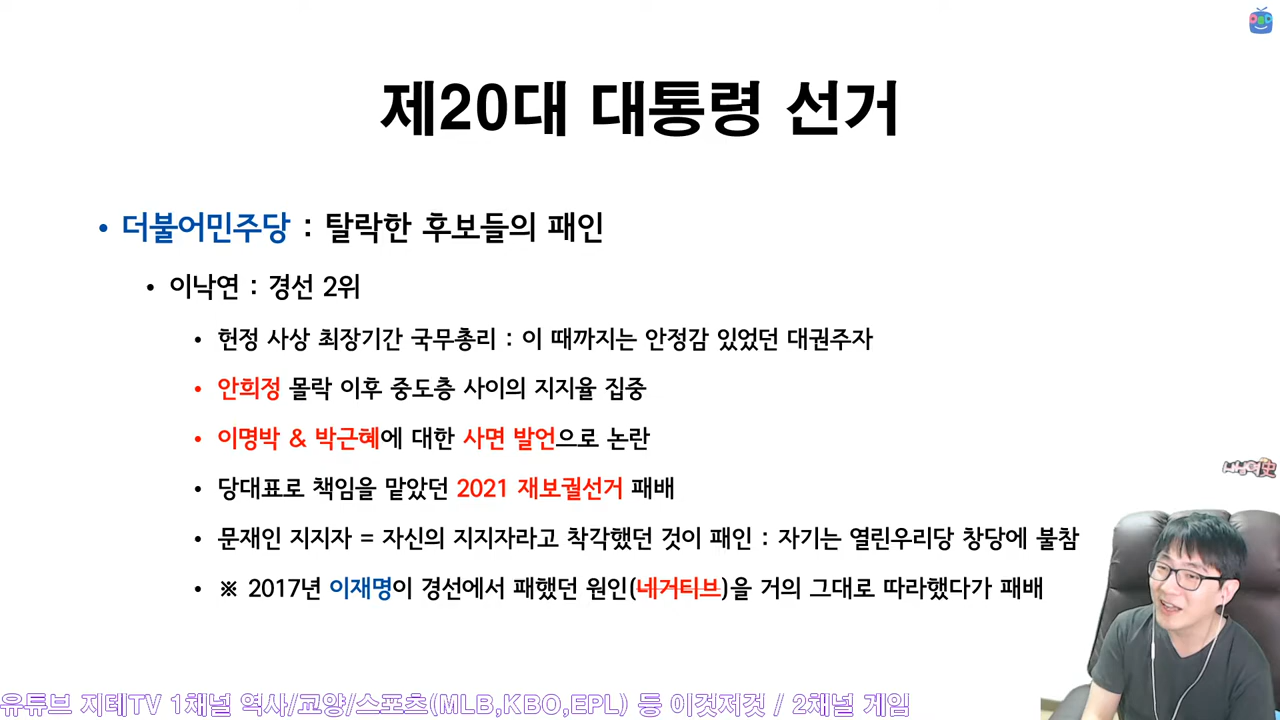 제20대 대통령 선거
• 더불어민주당 : 탈락한 후보들의 패인
• 이낙연 : 경선 2위
• 헌정 사상 최장기간 국무총리 : 이 때까지는 안정감 있었던 대권주자
• 안희정 몰락 이후 중도층 사이의 지지율 집중
• 이명박 & 박근혜에 대한 사면 발언으로 논란
• 당대표로 책임을 맡았던 2021 재보궐선거 패배
• 문재인 지지자 = 자신의 지지자라고 착각했던 것이 패인 : 자기는 열린우리당 창당에 불참
• ※ 2017년 이재명이 경선에서 패했던 원인(네거티브)을 거의 그대로 따라했다가 패배
유튜브 지테TV 1채널 역사/교양/스포츠(MLB,KBO,EPL) 등 이것저것 / 2채널 게임